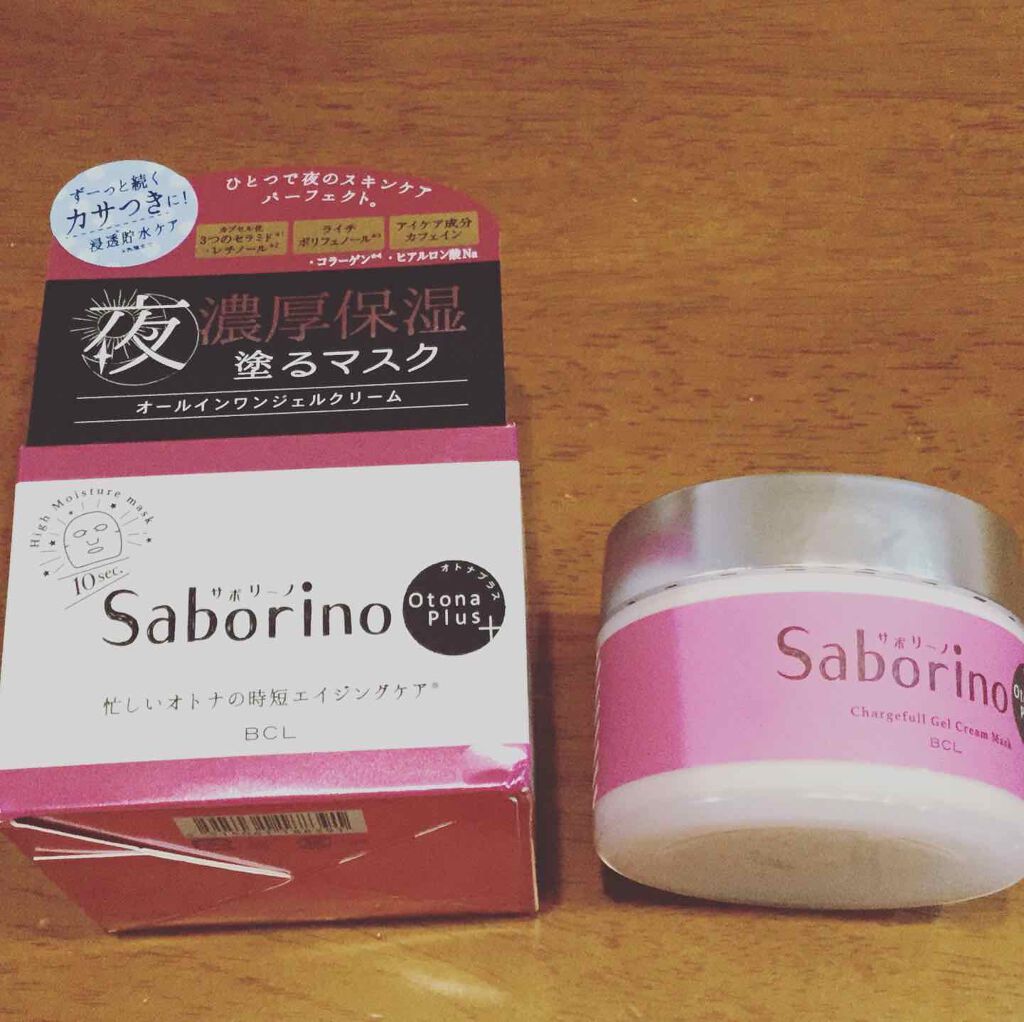 ずーっと続く
カサつきに!
浸透貯水ケア
ひとつで夜のスキンケア
パーフェクト。
カプセル化
3つのセラミド※1
・レチノール※2
ライチ
ポリフェノール※3
アイケア成分
カフェイン
・コラーゲン※4 ・ヒアルロン酸Na
夜 濃厚保湿
塗るマスク
オールインワンジェルクリーム
High Moisture mask
10sec.
サボリーノ
Saborino
オトナプラス
Otona
Plus+
忙しいオトナの時短エイジングケア※
BCL
サボリーノ
Saborino
Chargefull Gel Cream Mask
BCL